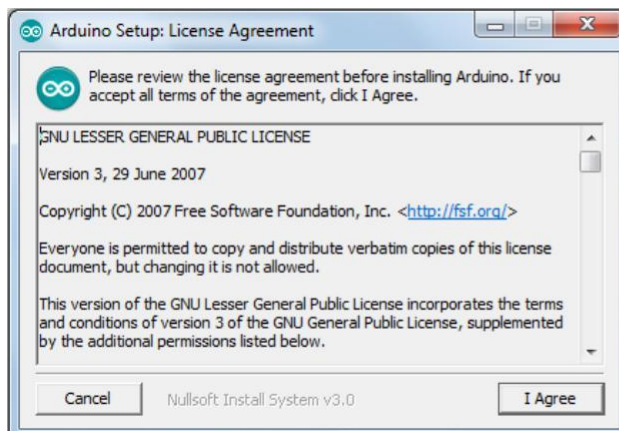 Arduino Setup: License Agreement
Please review the license agreement before installing Arduino. If you
accept all terms of the agreement, click I Agree.
GNU LESSER GENERAL PUBLIC LICENSE
Version 3, 29 June 2007
Copyright (C) 2007 Free Software Foundation, Inc. <http://fsf.org/>
Everyone is permitted to copy and distribute verbatim copies of this license
document, but changing it is not allowed.
This version of the GNU Lesser General Public License incorporates the terms
and conditions of version 3 of the GNU General Public License, supplemented
by the additional permissions listed below.
Cancel
Nullsoft Install System v3.0
I Agree